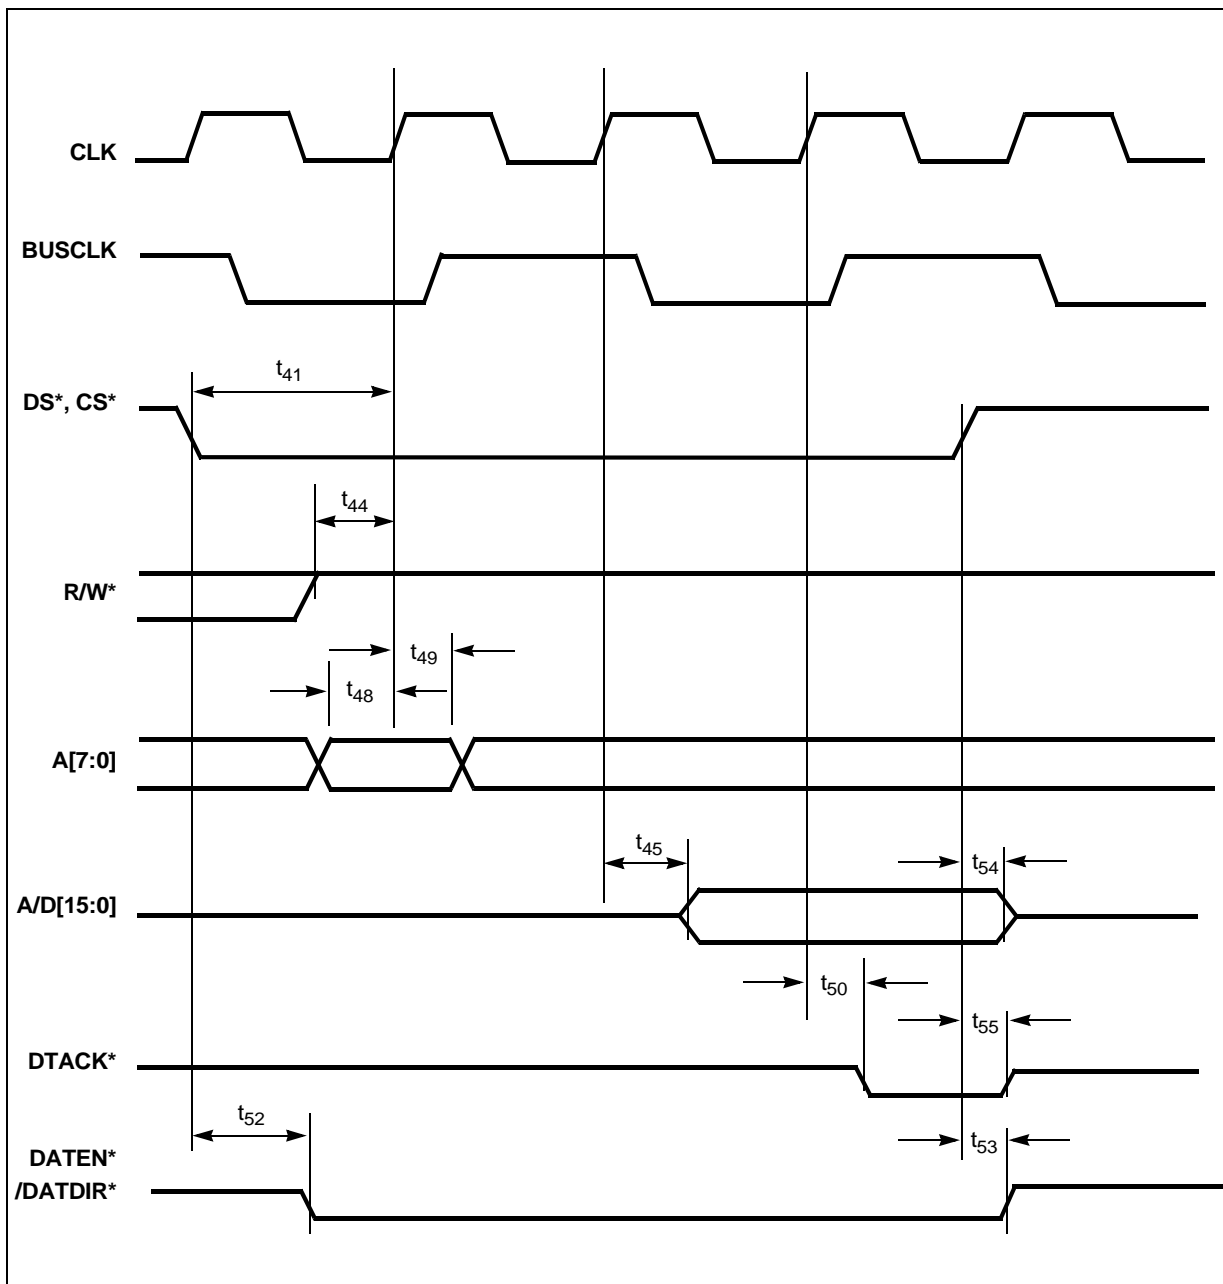 CLK
BUSCLK
t41
DS*, CS*
t44
R/W*
t49
t48
A[7:0]
t45
t54
A/D[15:0]
t50
t55
DTACK*
t52
t53
DATEN*
/DATDIR*